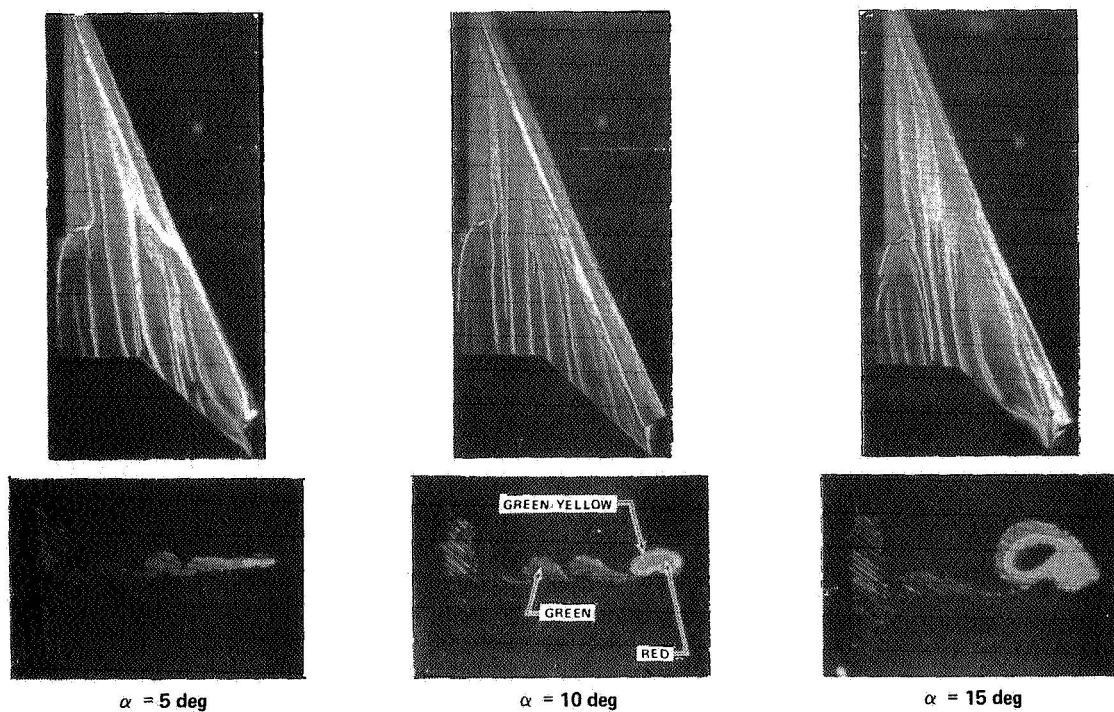 GREEN/YELLOW
GREEN
RED
α = 5 deg
α = 10 deg
α = 15 deg